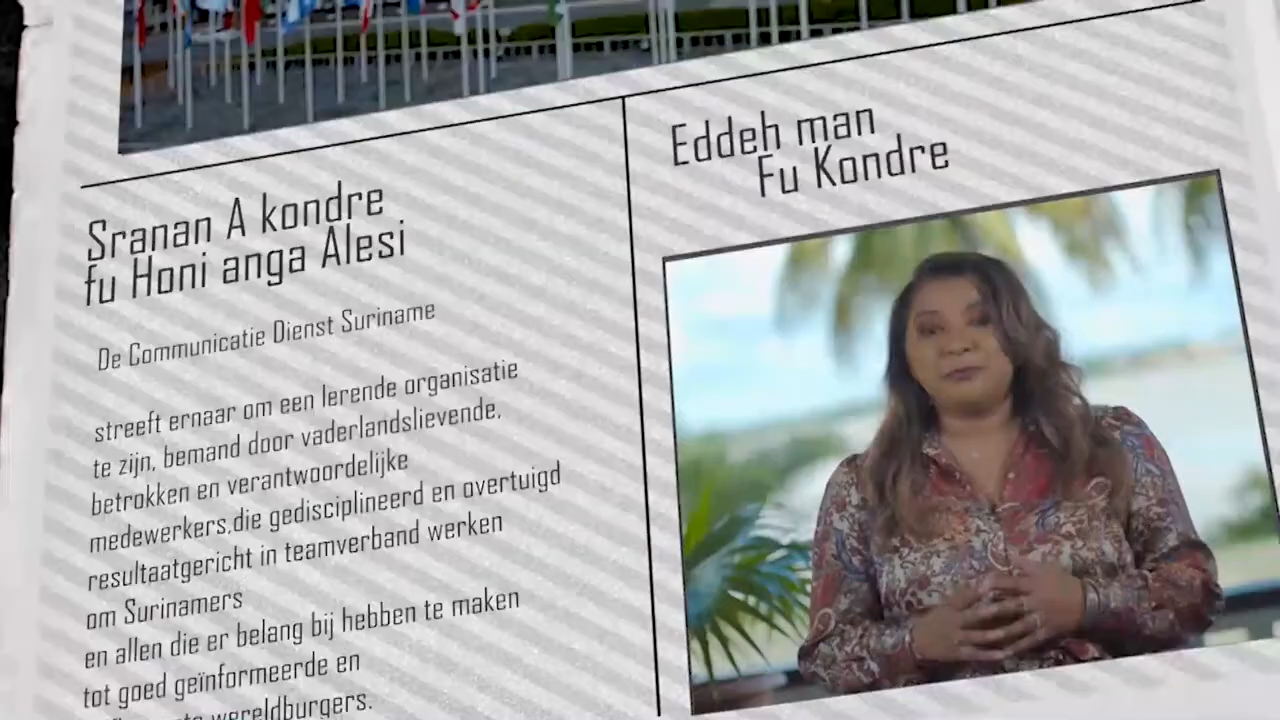 Sranan A kondre
fu Honi anga Alesi
De Communicatie Dienst Suriname
streeft ernaar om een lerende organisatie
te zijn, bemand door vaderlandslievende,
betrokken en verantwoordelijke
medewerkers,die gedisciplineerd en overtuigd
resultaatgericht in teamverband werken
om Surinamers
en allen die er belang bij hebben te maken
tot goed geïnformeerde en
wereldburgers.
Eddeh man
Fu Kondre